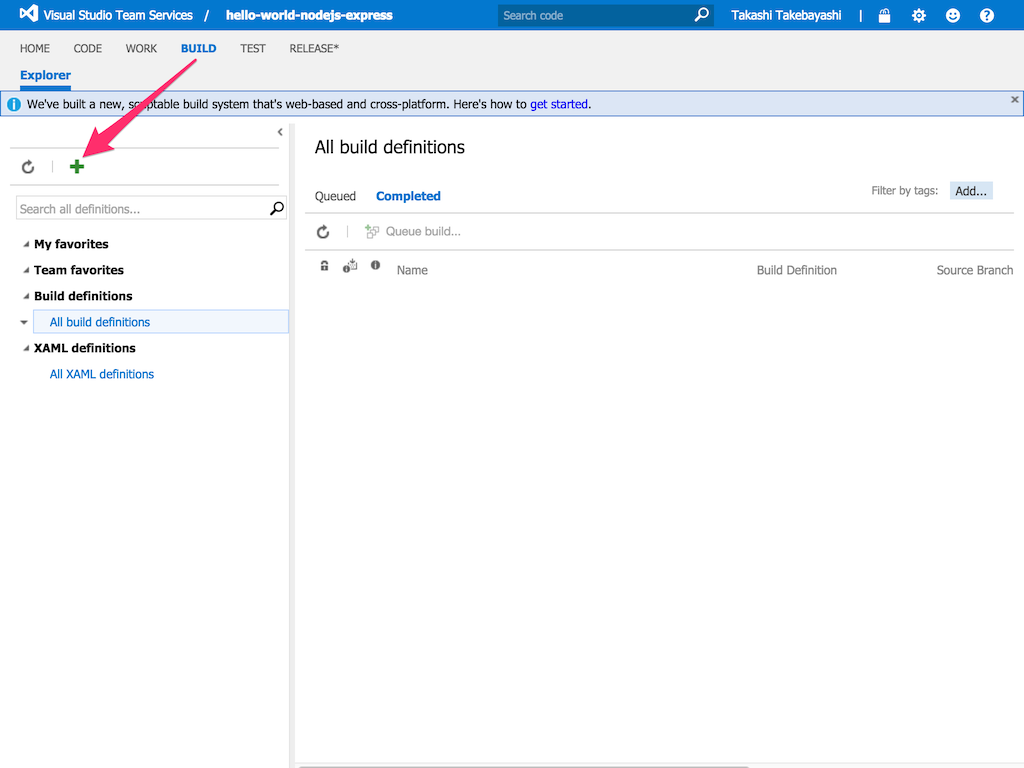 Visual Studio Team Services / hello-world-nodejs-express Search code Takashi Takebayashi |
HOME CODE WORK BUILD TEST RELEASE*
Explorer
We've built a new, scriptable build system that's web-based and cross-platform. Here's how to get started.
All build definitions
Queued Completed Filter by tags: Add...
Search all definitions...
Queue build...
My favorites
Team favorites
Build definitions
All build definitions
XAML definitions
All XAML definitions
Name Build Definition Source Branch